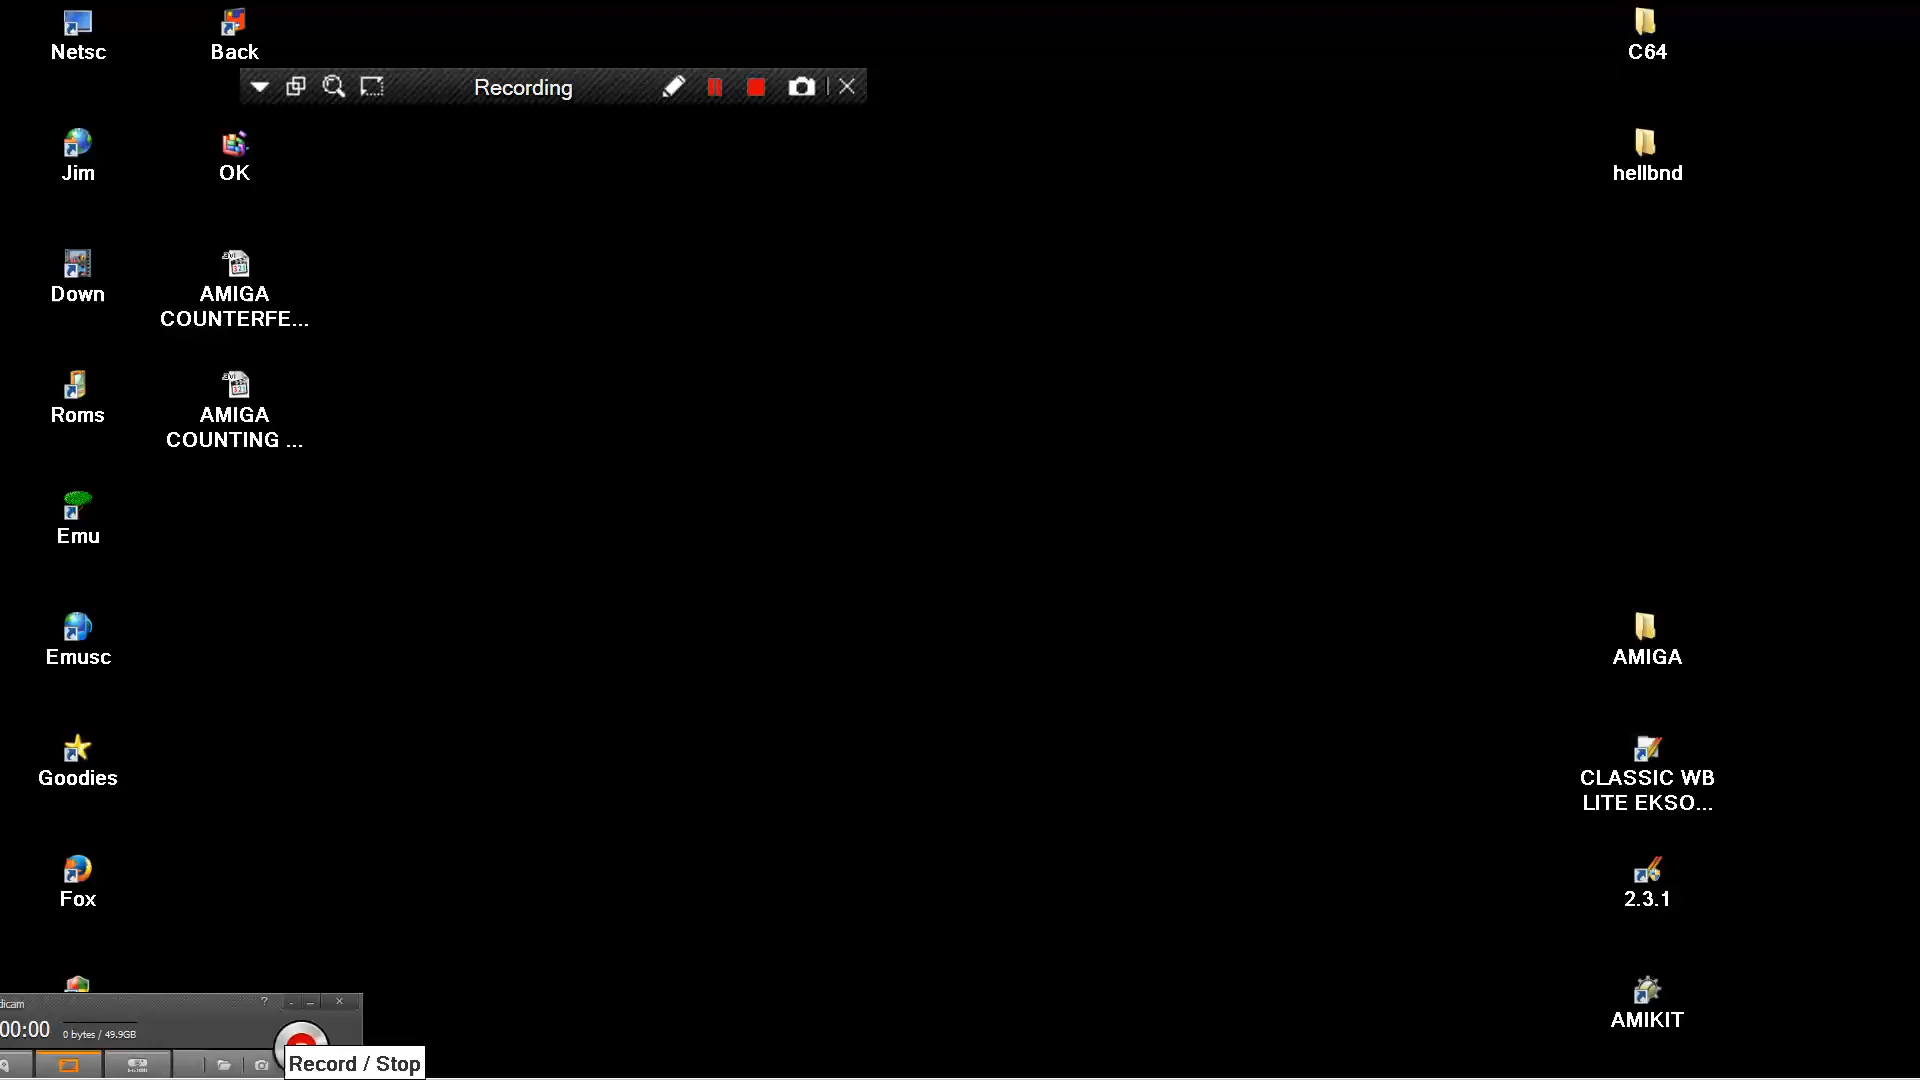 Netsc
Back
C64
Recording
Jim
OK
hellbnd
Down
AMIGA
COUNTERFE...
Roms
AMIGA
COUNTING ...
Emu
Emusc
AMIGA
Goodies
CLASSIC WB
LITE EKSO...
Fox
2.3.1
AMIKIT
dicam
?
00:00
0 bytes / 49.9GB
Record / Stop